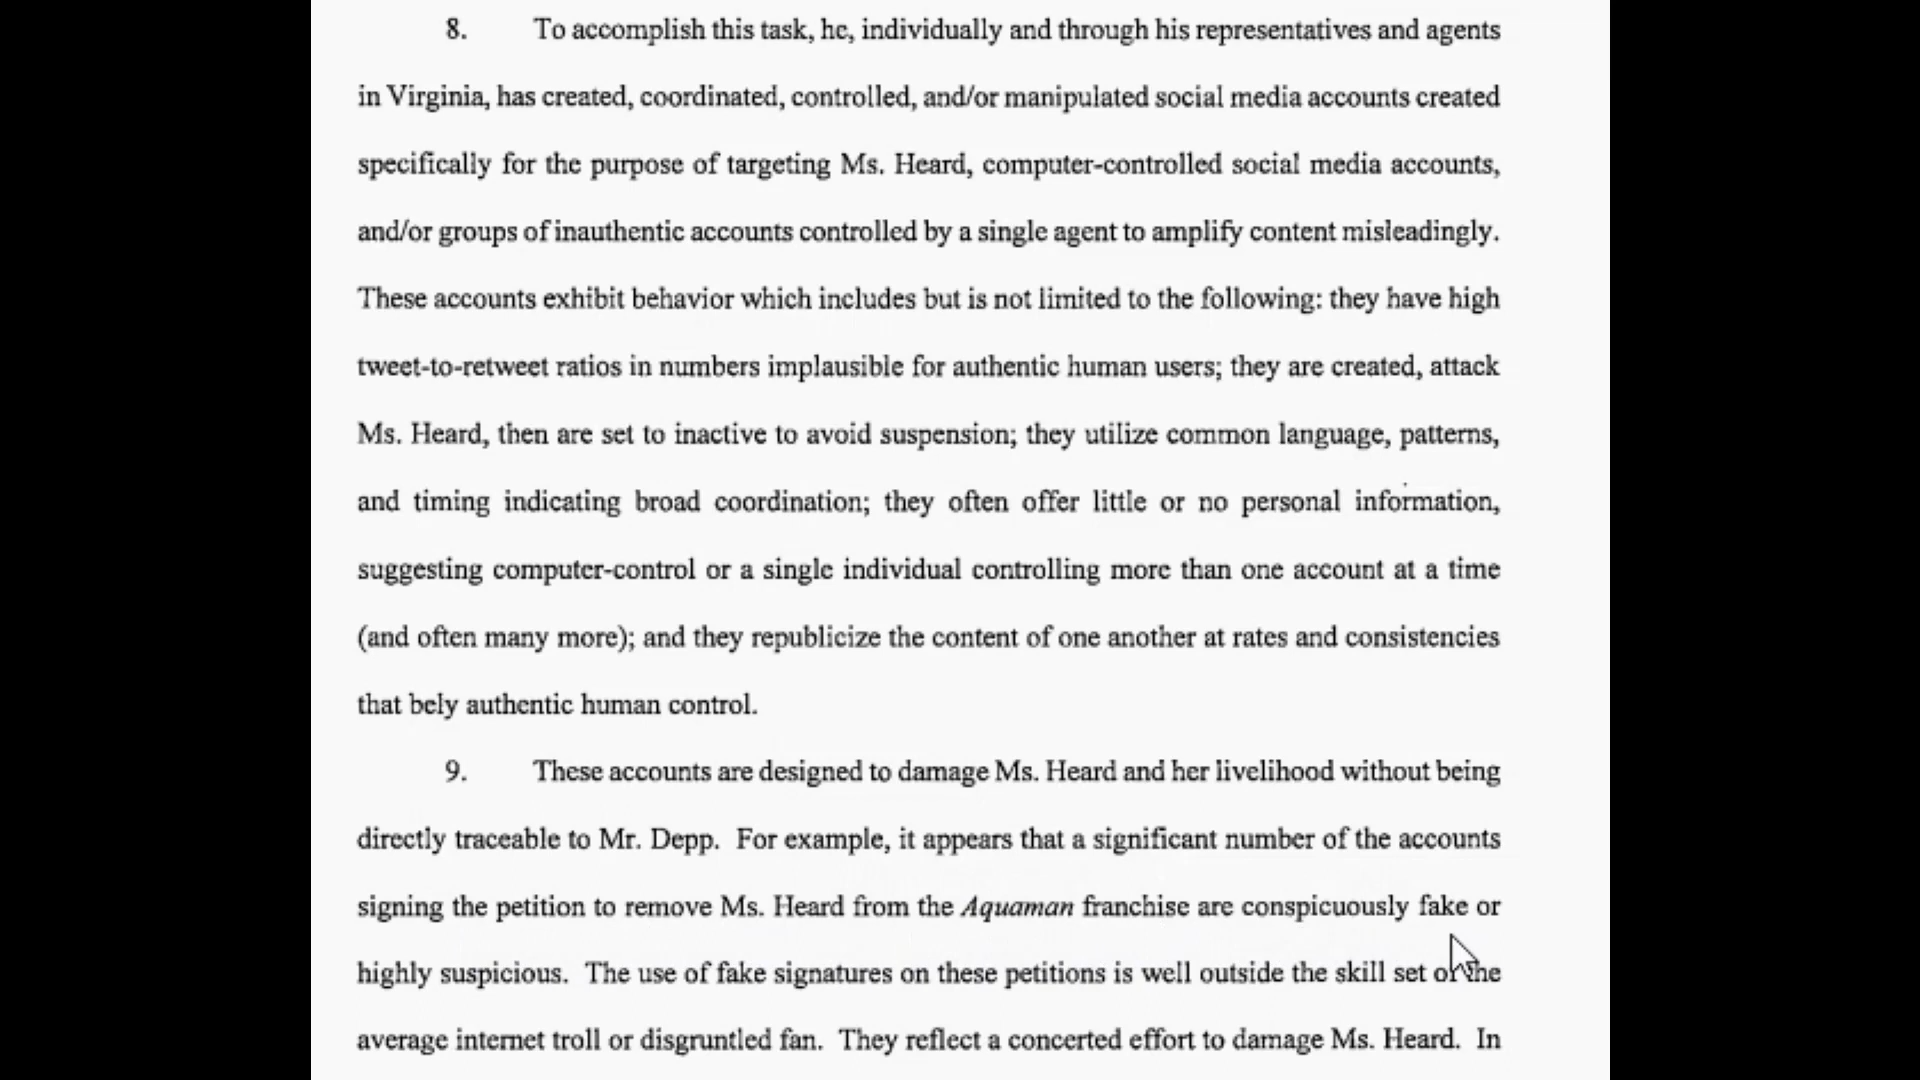 8. To accomplish this task, he, individually and through his representatives and agents
in Virginia, has created, coordinated, controlled, and/or manipulated social media accounts created
specifically for the purpose of targeting Ms. Heard, computer-controlled social media accounts,
and/or groups of inauthentic accounts controlled by a single agent to amplify content misleadingly.
These accounts exhibit behavior which includes but is not limited to the following: they have high
tweet-to-retweet ratios in numbers implausible for authentic human users; they are created, attack
Ms. Heard, then are set to inactive to avoid suspension; they utilize common language, patterns,
and timing indicating broad coordination; they often offer little or no personal information,
suggesting computer-control or a single individual controlling more than one account at a time
(and often many more); and they republicize the content of one another at rates and consistencies
that bely authentic human control.
9. These accounts are designed to damage Ms. Heard and her livelihood without being
directly traceable to Mr. Depp. For example, it appears that a significant number of the accounts
signing the petition to remove Ms. Heard from the Aquaman franchise are conspicuously fake or
highly suspicious. The use of fake signatures on these petitions is well outside the skill set of the
average internet troll or disgruntled fan. They reflect a concerted effort to damage Ms. Heard. In